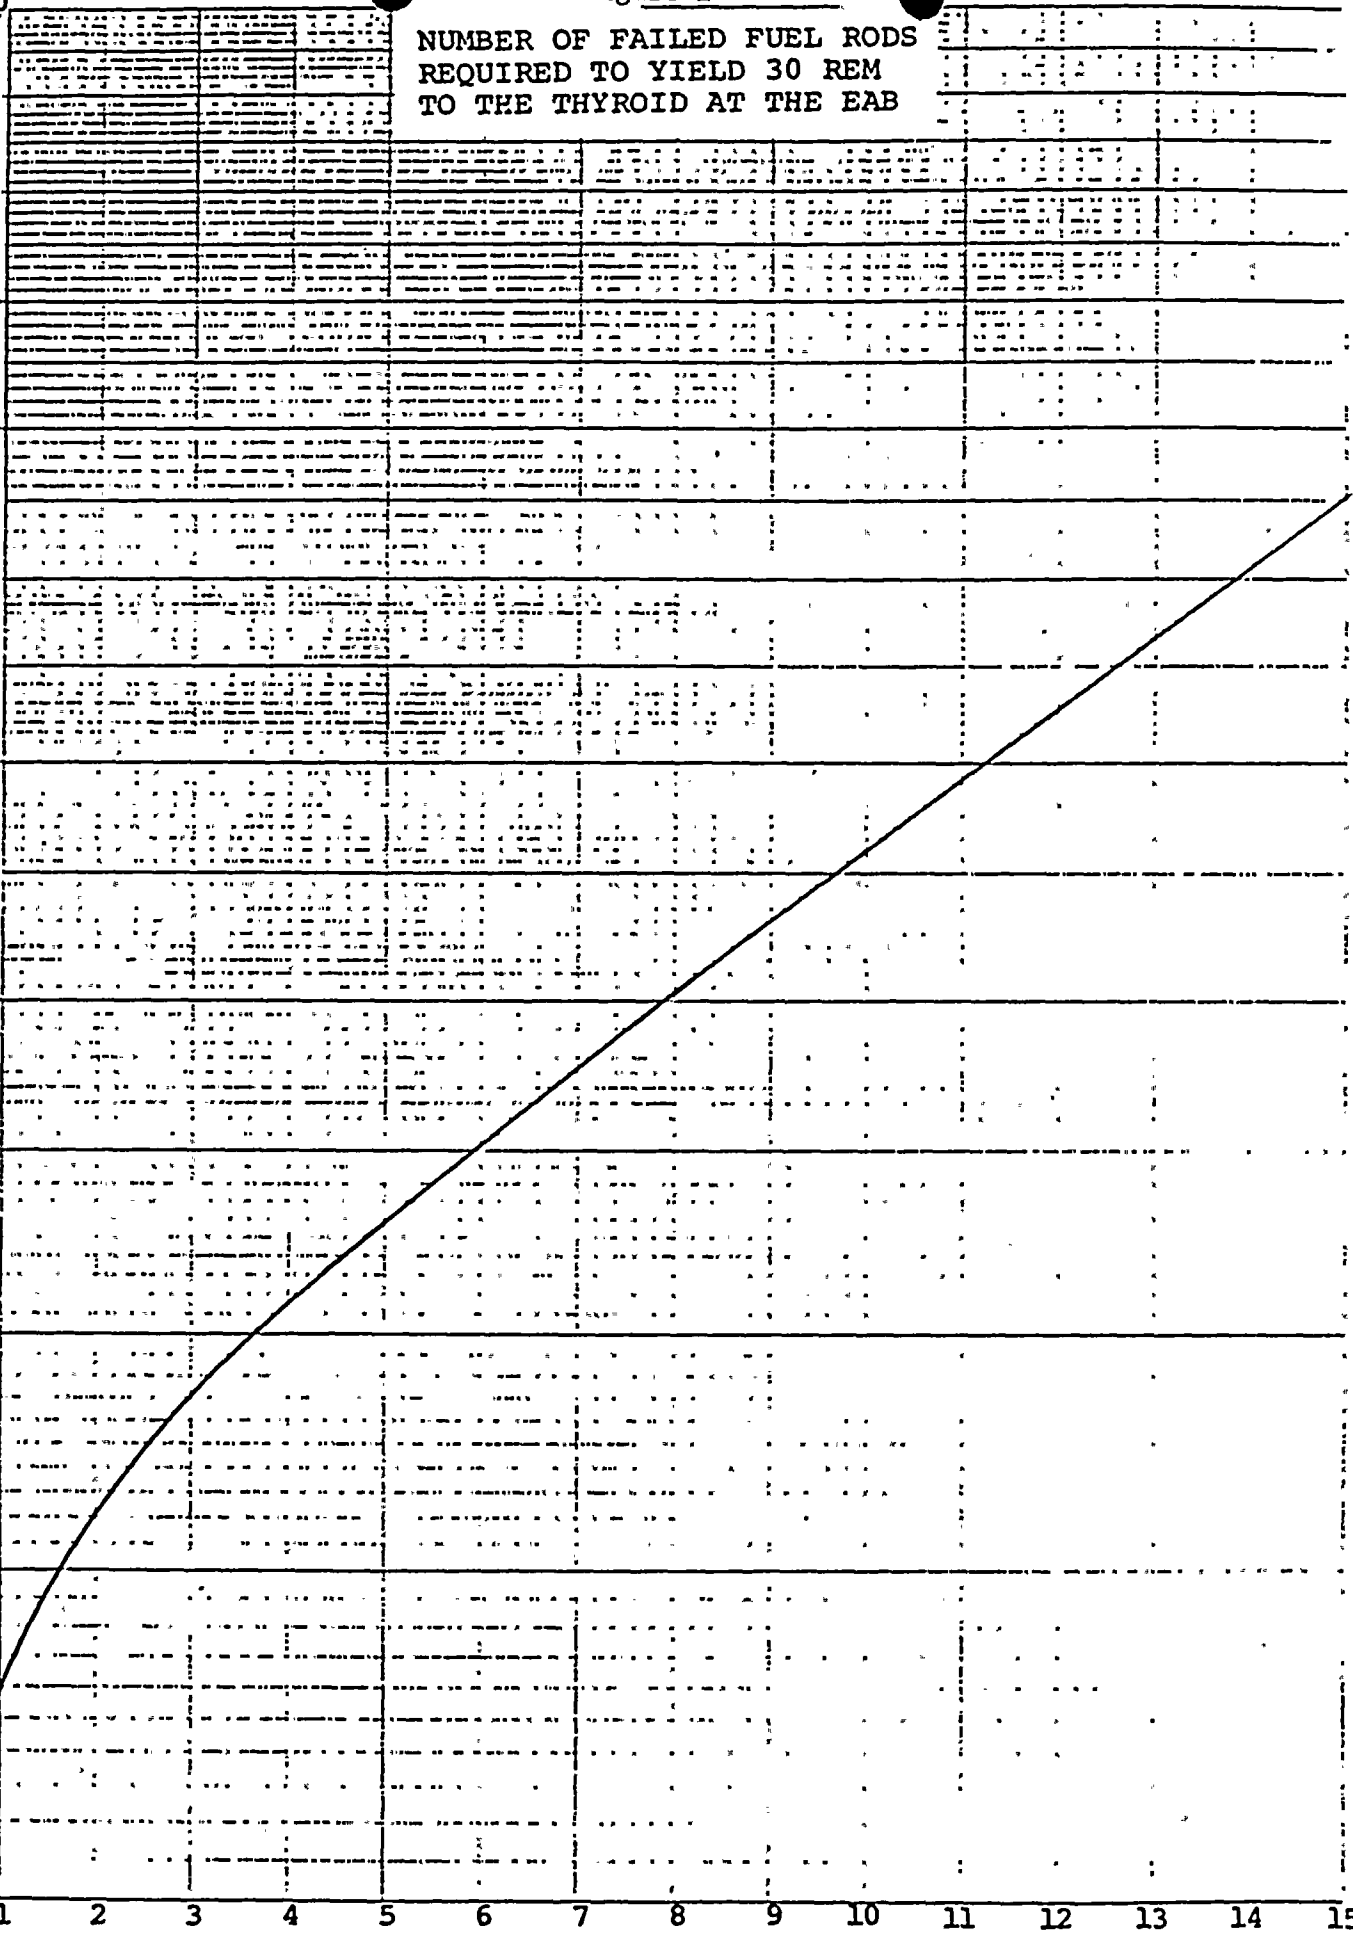 NUMBER OF FAILED FUEL RODS
REQUIRED TO YIELD 30 REM
TO THE THYROID AT THE EAB
1 2 3 4 5 6 7 8 9 10 11 12 13 14 15